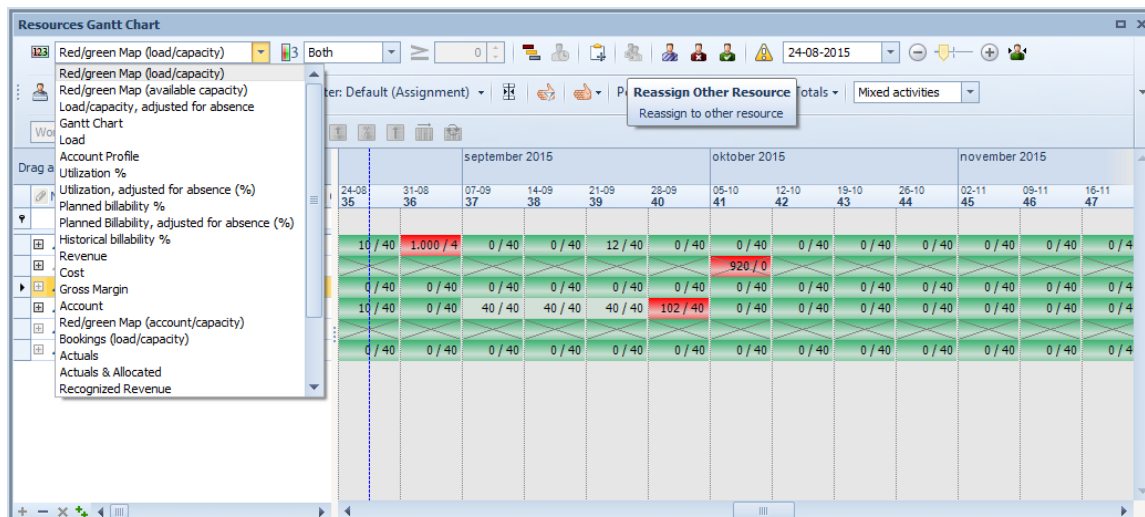 Resources Gantt Chart
123 Red/green Map (load/capacity) 3 Both ≥ 0 24-08-2015
Red/green Map (load/capacity)
Red/green Map (available capacity)
Load/capacity, adjusted for absence
Gantt Chart
Load
Account Profile
Utilization %
Utilization, adjusted for absence (%)
Planned billability %
Planned Billability, adjusted for absence (%)
Historical billability %
Revenue
Cost
Gross Margin
Account
Red/green Map (account/capacity)
Bookings (load/capacity)
Actuals
Actuals & Allocated
Recognized Revenue
ter: Default (Assignment) Totals Mixed activities
Reassign Other Resource
Reassign to other resource
Drag a
september 2015 oktober 2015 november 2015
24-08 31-08 07-09 14-09 21-09 28-09 05-10 12-10 19-10 26-10 02-11 09-11 16-11
35 36 37 38 39 40 41 42 43 44 45 46 47
10 / 40 1.000 / 4 0 / 40 0 / 40 12 / 40 0 / 40 0 / 40 0 / 40 0 / 40 0 / 40 0 / 40 0 / 40 0 / 4
920 / 0
0 / 40 0 / 40 0 / 40 0 / 40 0 / 40 0 / 40 0 / 40 0 / 40 0 / 40 0 / 40 0 / 40 0 / 40 0 / 4
10 / 40 0 / 40 40 / 40 40 / 40 40 / 40 102 / 40 0 / 40 0 / 40 0 / 40 0 / 40 0 / 40 0 / 40 0 / 4
0 / 40 0 / 40 0 / 40 0 / 40 0 / 40 0 / 40 0 / 40 0 / 40 0 / 40 0 / 40 0 / 40 0 / 40 0 / 4